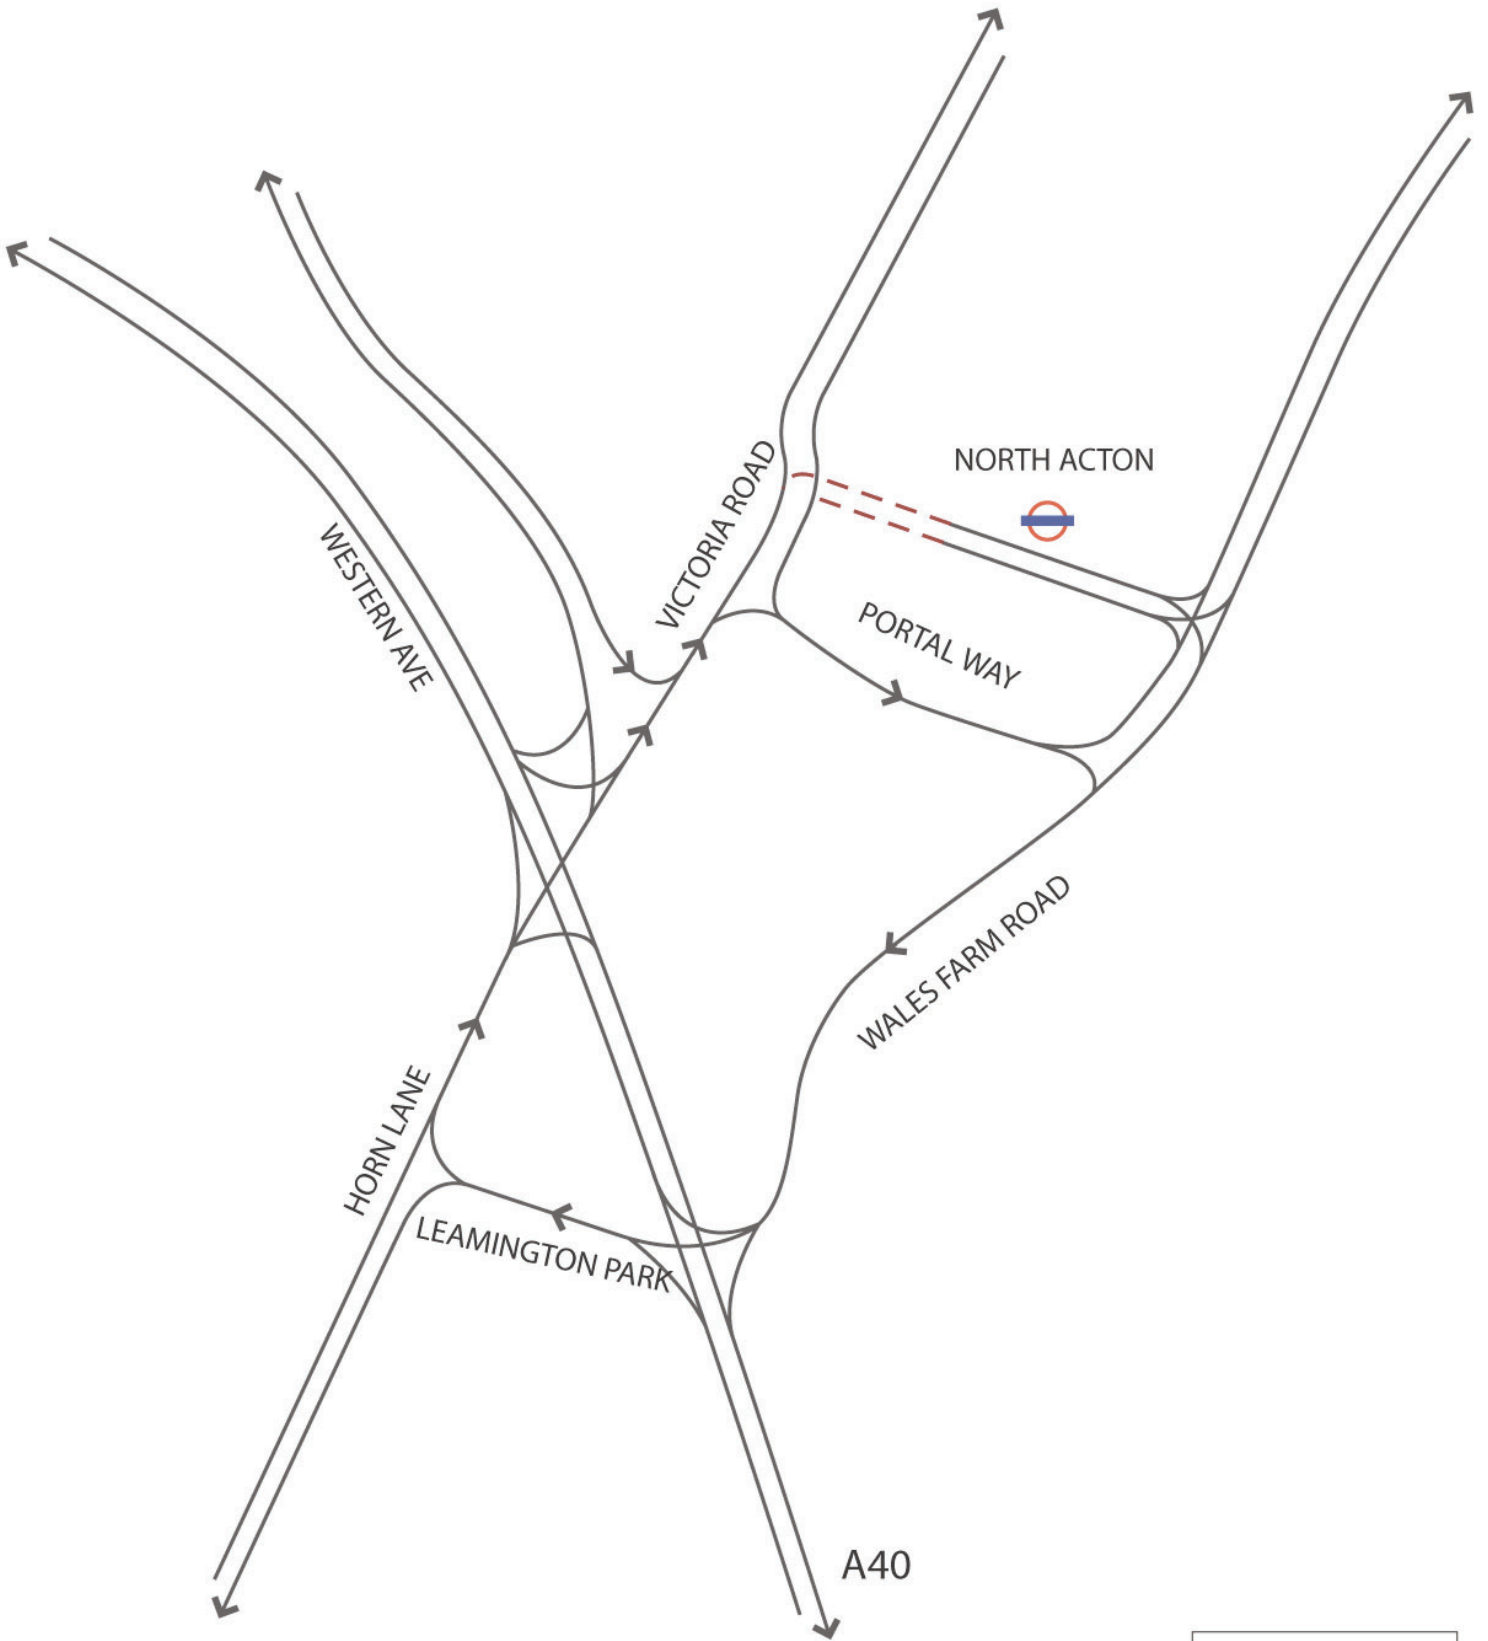 NORTH ACTON
VICTORIA ROAD
WESTERN AVE
PORTAL WAY
WALES FARM ROAD
HORN LANE
LEAMINGTON PARK
A40